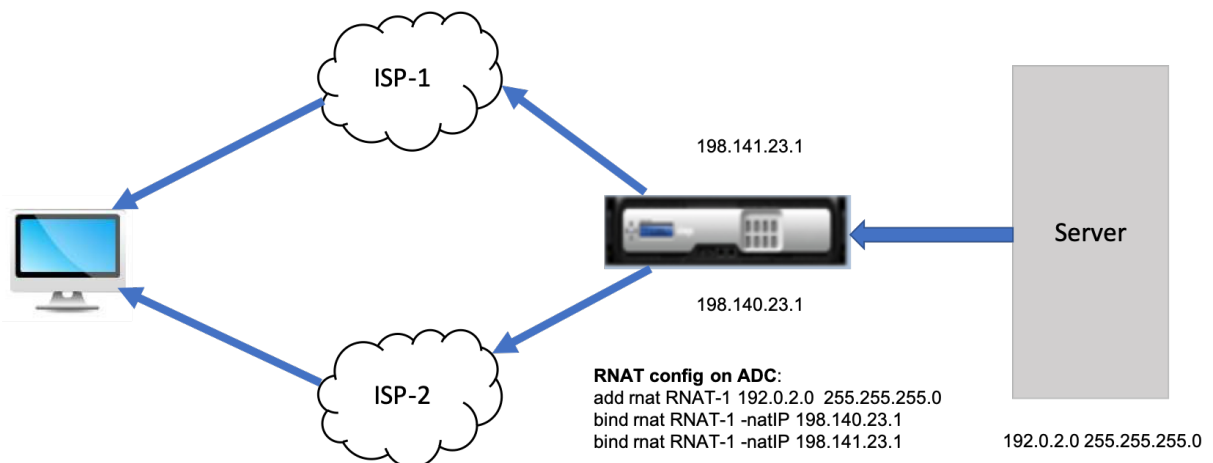 ISP-1
198.141.23.1
Server
198.140.23.1
ISP-2
RNAT config on ADC:
add rnat RNAT-1 192.0.2.0 255.255.255.0
bind rnat RNAT-1 -natIP 198.140.23.1
bind rnat RNAT-1 -natIP 198.141.23.1
192.0.2.0 255.255.255.0